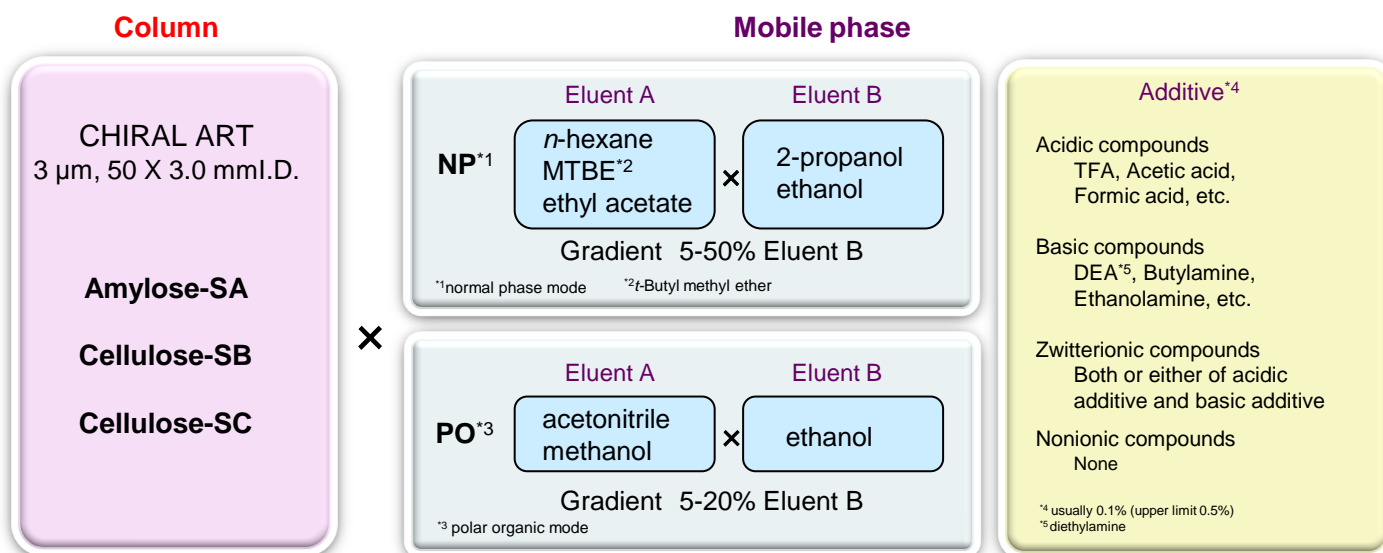 Column
CHIRAL ART
3 µm, 50 X 3.0 mmI.D.
Amylose-SA
Cellulose-SB
Cellulose-SC
×
Mobile phase
NP*1
Eluent A
n-hexane
MTBE*2
ethyl acetate
×
Eluent B
2-propanol
ethanol
Gradient 5-50% Eluent B
*1normal phase mode *2t-Butyl methyl ether
PO*3
Eluent A
acetonitrile
methanol
×
Eluent B
ethanol
Gradient 5-20% Eluent B
*3 polar organic mode
Additive*4
Acidic compounds
TFA, Acetic acid,
Formic acid, etc.
Basic compounds
DEA*5, Butylamine,
Ethanolamine, etc.
Zwitterionic compounds
Both or either of acidic
additive and basic additive
Nonionic compounds
None
*4 usually 0.1% (upper limit 0.5%)
*5 diethylamine